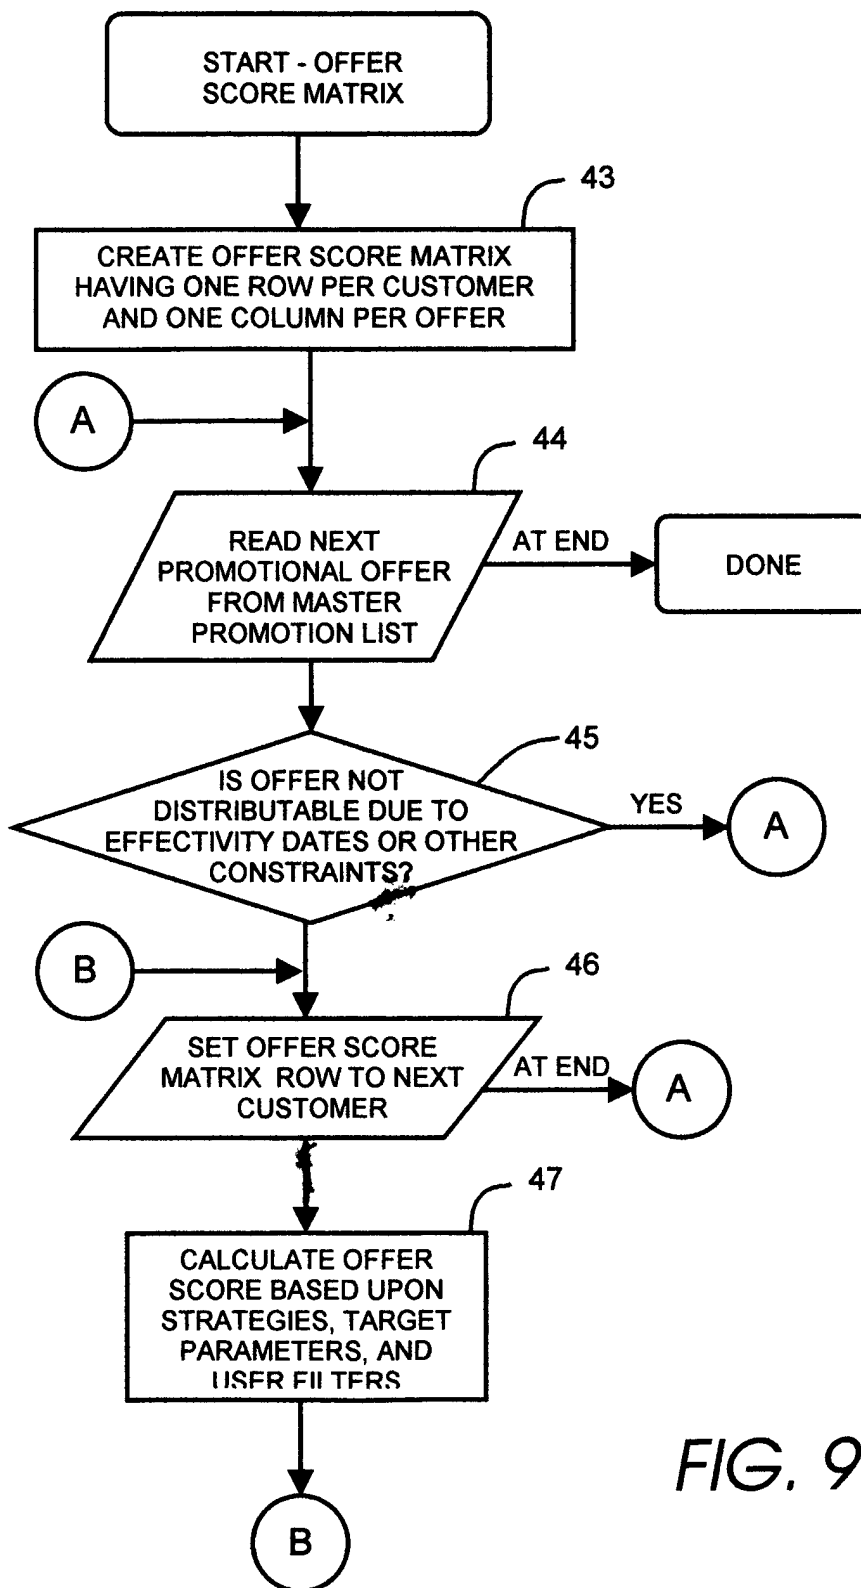 START - OFFER
SCORE MATRIX
43
CREATE OFFER SCORE MATRIX
HAVING ONE ROW PER CUSTOMER
AND ONE COLUMN PER OFFER
A
44
READ NEXT
PROMOTIONAL OFFER
FROM MASTER
PROMOTION LIST
AT END
DONE
45
IS OFFER NOT
DISTRIBUTABLE DUE TO
EFFECTIVITY DATES OR OTHER
CONSTRAINTS?
YES
A
B
46
SET OFFER SCORE
MATRIX ROW TO NEXT
CUSTOMER
AT END
A
47
CALCULATE OFFER
SCORE BASED UPON
STRATEGIES, TARGET
PARAMETERS, AND
USER FILTERS
B
FIG. 9